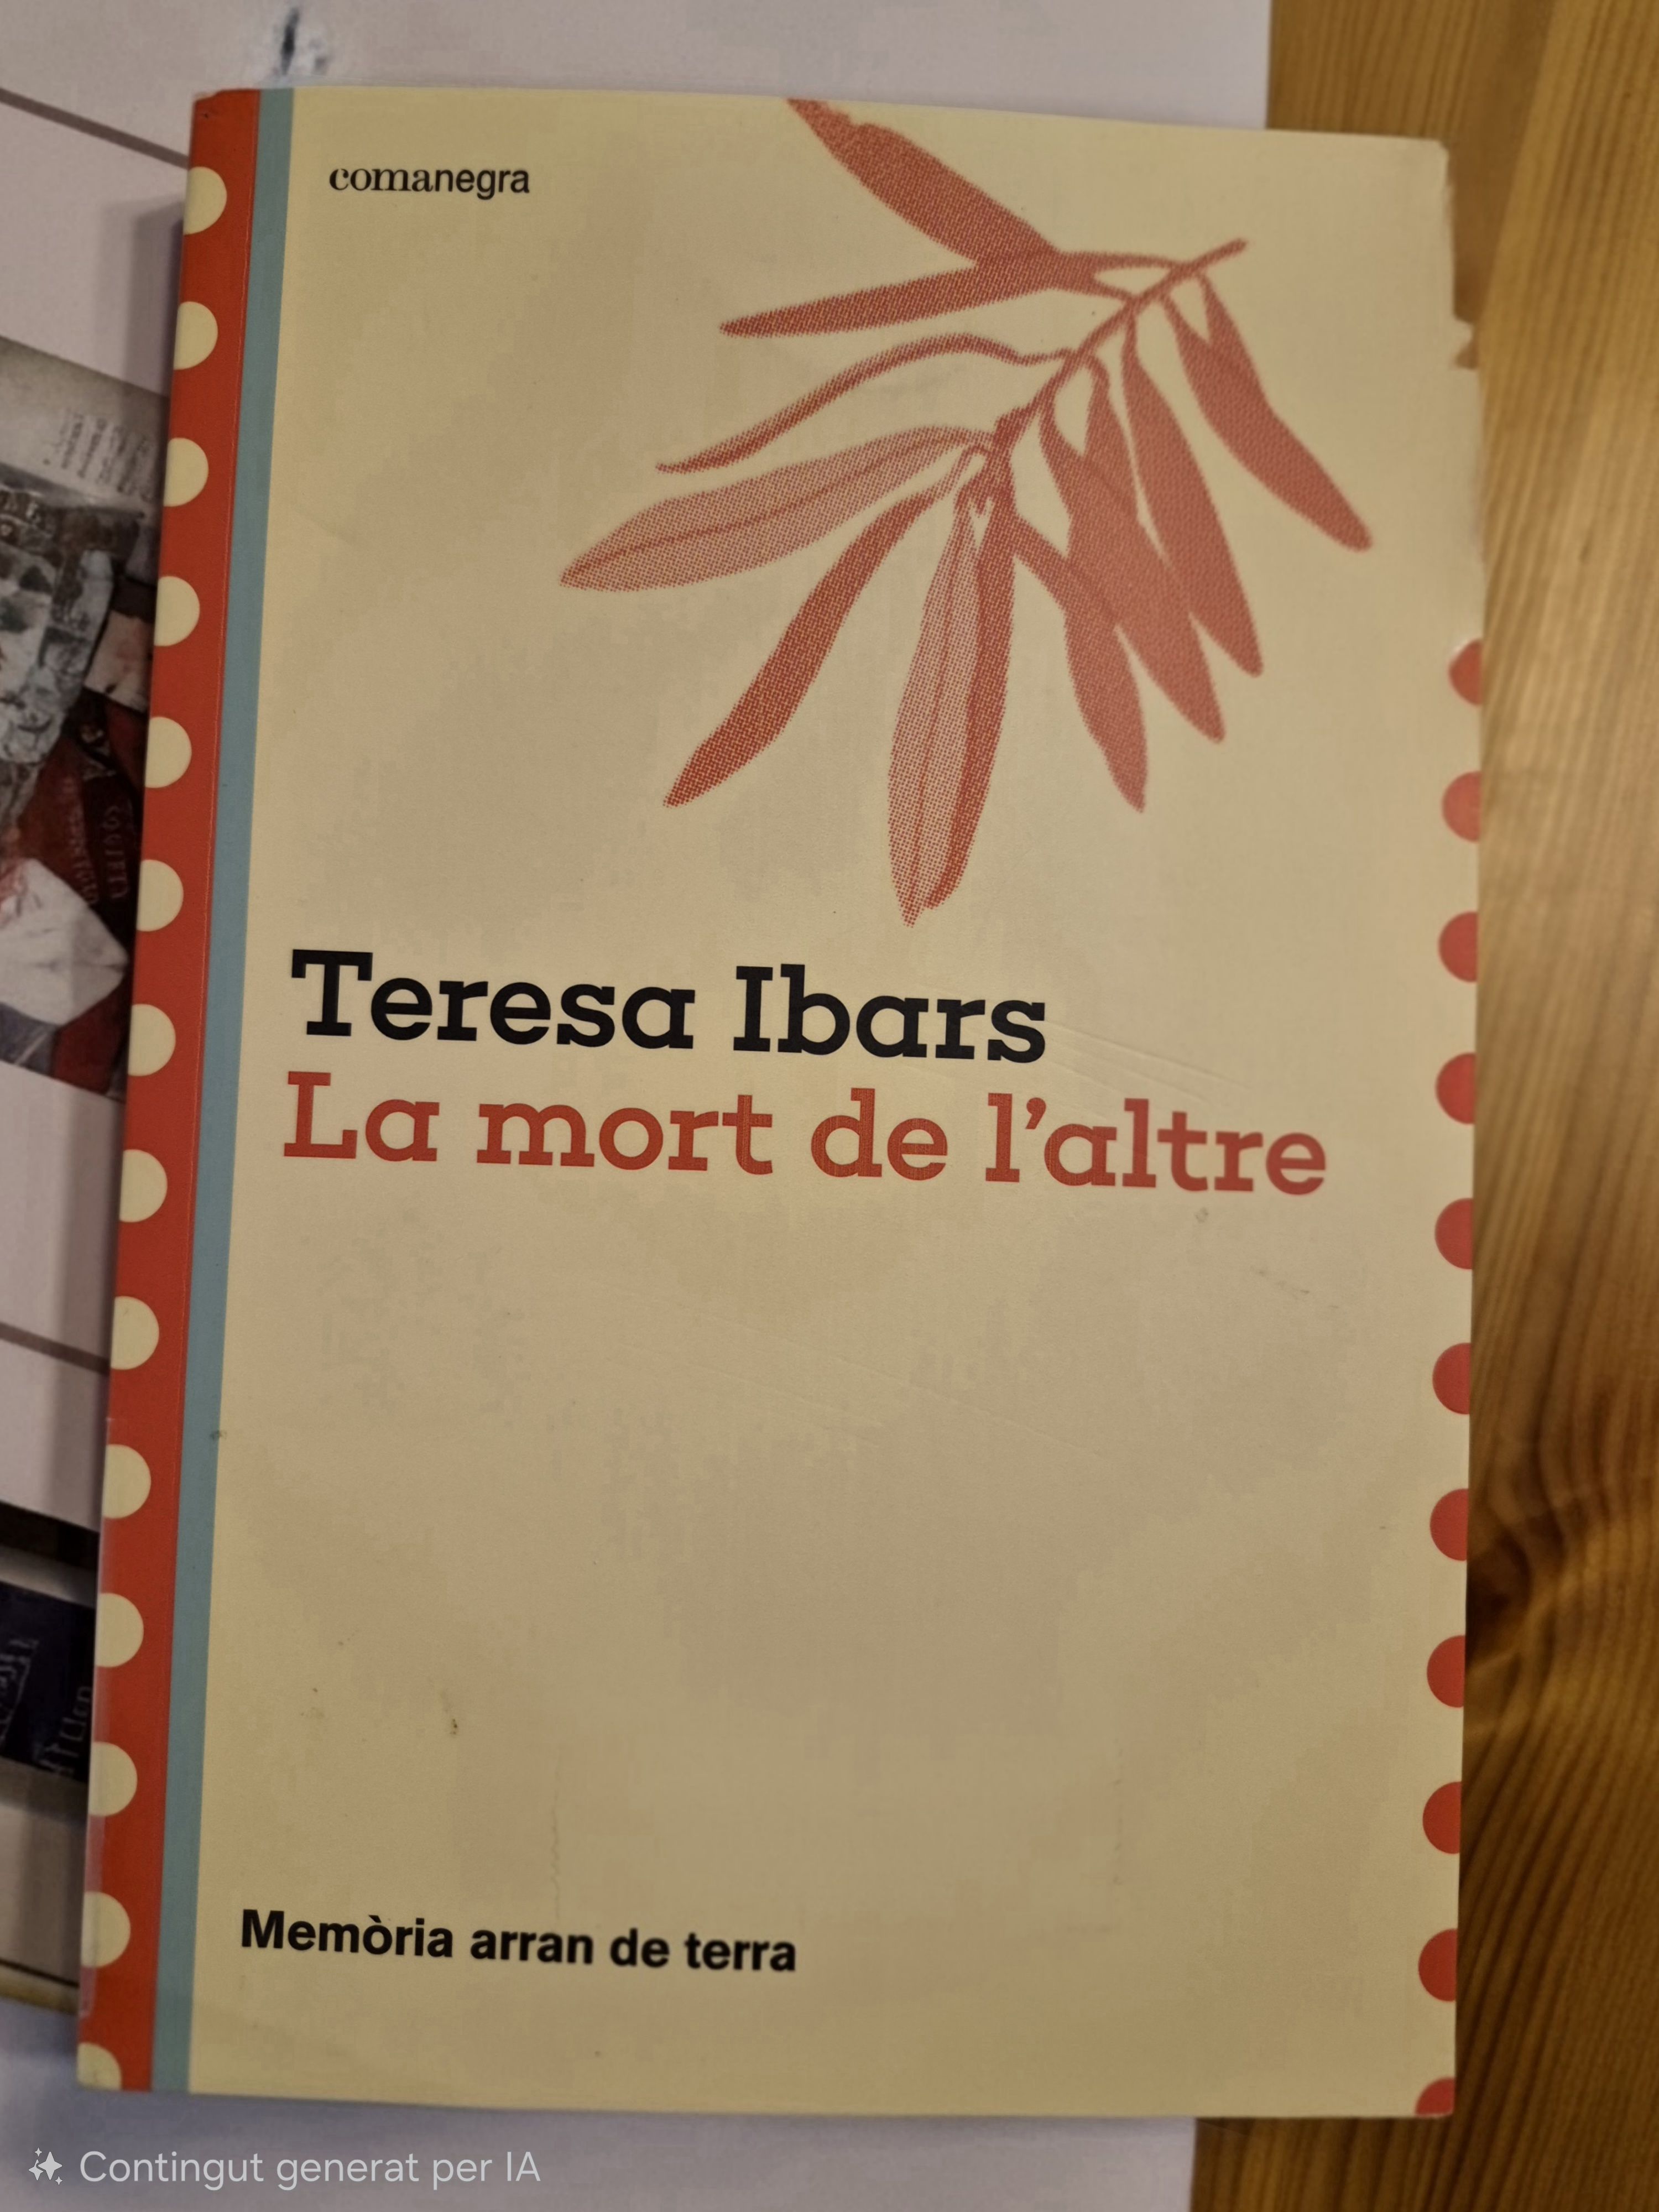 comanegra
Teresa Ibars
La mort de l'altre
Memòria arran de terra
Contingut generat per IA